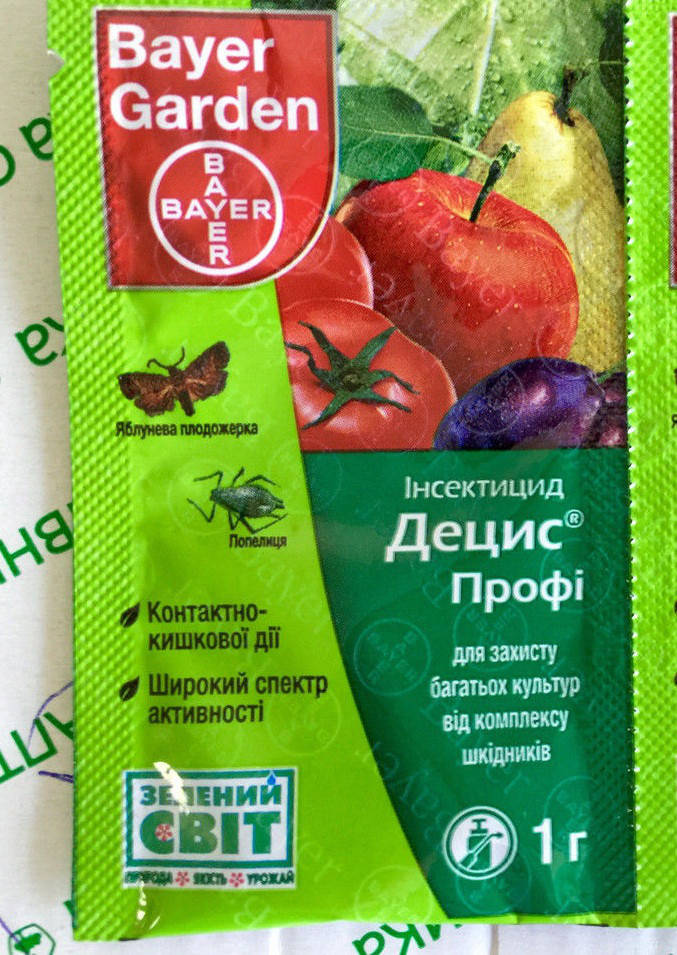 Bayer
Garden
BAYER
BAYER
Яблунева плодожерка
Попелиця
Інсектицид
Децис®
Профі
Контактно-
кишкової дії
Широкий спектр
активності
для захисту
багатьох культур
від комплексу
шкідників
ЗЕЛЕНИЙ
СВІТ
ПРИРОДА ЯКІСТЬ УРОЖАЙ
1 г